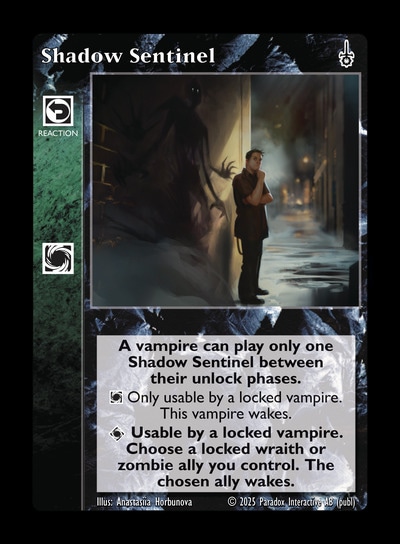 Shadow Sentinel
REACTION
A vampire can play only one
Shadow Sentinel between
their unlock phases.
Only usable by a locked vampire.
This vampire wakes.
Usable by a locked vampire.
Choose a locked wraith or
zombie ally you control. The
chosen ally wakes.
Illus: Anastasiia Horbunova © 2025 Paradox Interactive AB (publ)